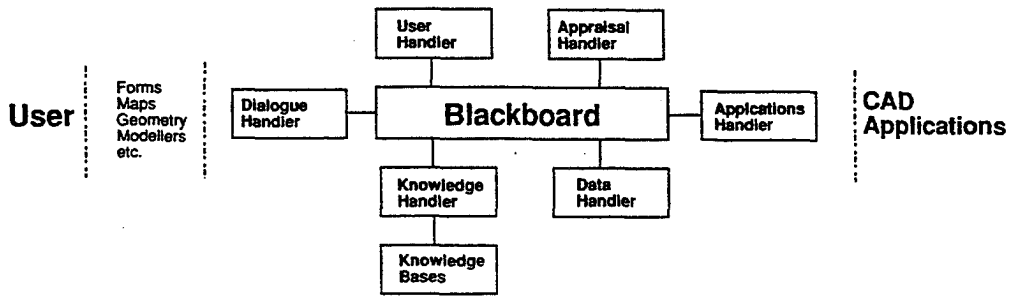 User
Handler
Appraisal
Handler
User
Forms
Maps
Geometry
Modellers
etc.
Dialogue
Handler
Blackboard
Applcations
Handler
CAD
Applications
Knowledge
Handler
Data
Handler
Knowledge
Bases